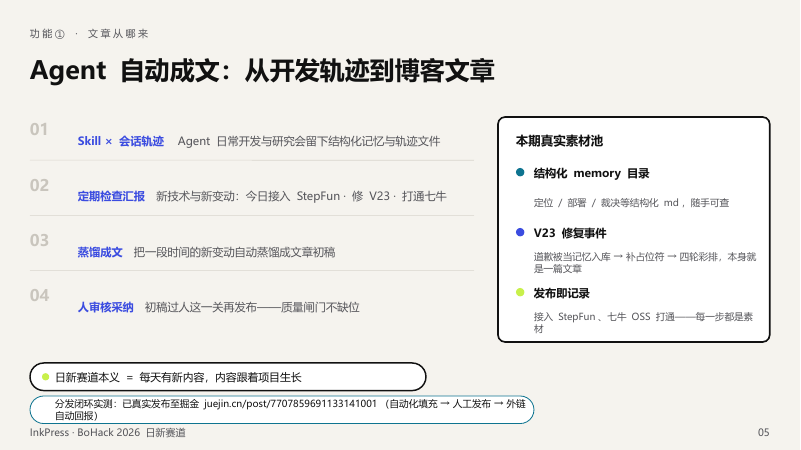 功能① · 文章从哪来
Agent 自动成文：从开发轨迹到博客文章
01
Skill × 会话轨迹 Agent 日常开发与研究会留下结构化记忆与轨迹文件
02
定期检查汇报 新技术与新变动：今日接入 StepFun · 修 V23 · 打通七牛
03
蒸馏成文 把一段时间的新变动自动蒸馏成文章初稿
04
人审核采纳 初稿过人这一关再发布——质量闸门不缺位
本期真实素材池
结构化 memory 目录
定位 / 部署 / 裁决等结构化 md，随手可查
V23 修复事件
道歉被当记忆入库 → 补占位符 → 四轮彩排，本身就
是一篇文章
发布即记录
接入 StepFun、七牛 OSS 打通——每一步都是素
材
日新赛道本义 = 每天有新内容，内容跟着项目生长
分发闭环实测：已真实发布至掘金 juejin.cn/post/7707859691133141001 （自动化填充 → 人工发布 → 外链
自动回报）
InkPress · BoHack 2026 日新赛道
05